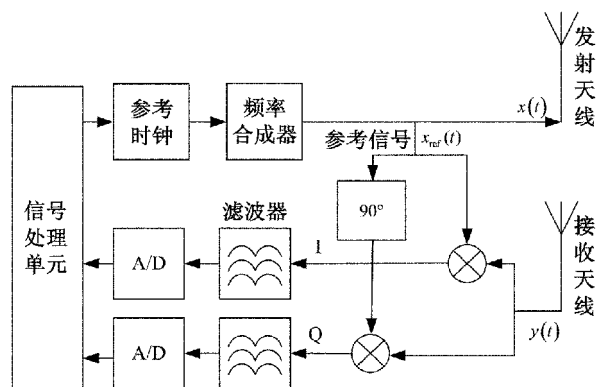 参考
时钟
频率
合成器
x(t)
发
射
天
线
参考信号
x_ref(t)
90°
信号
处理
单元
滤波器
A/D
I
接
收
天
线
y(t)
A/D
Q